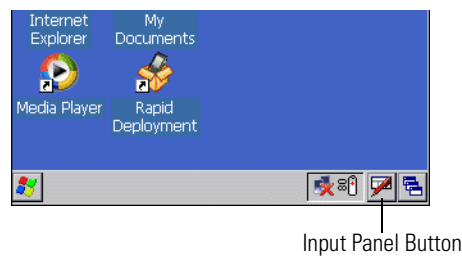 Internet My
Explorer Documents
Media Player Rapid
Deployment
Input Panel Button